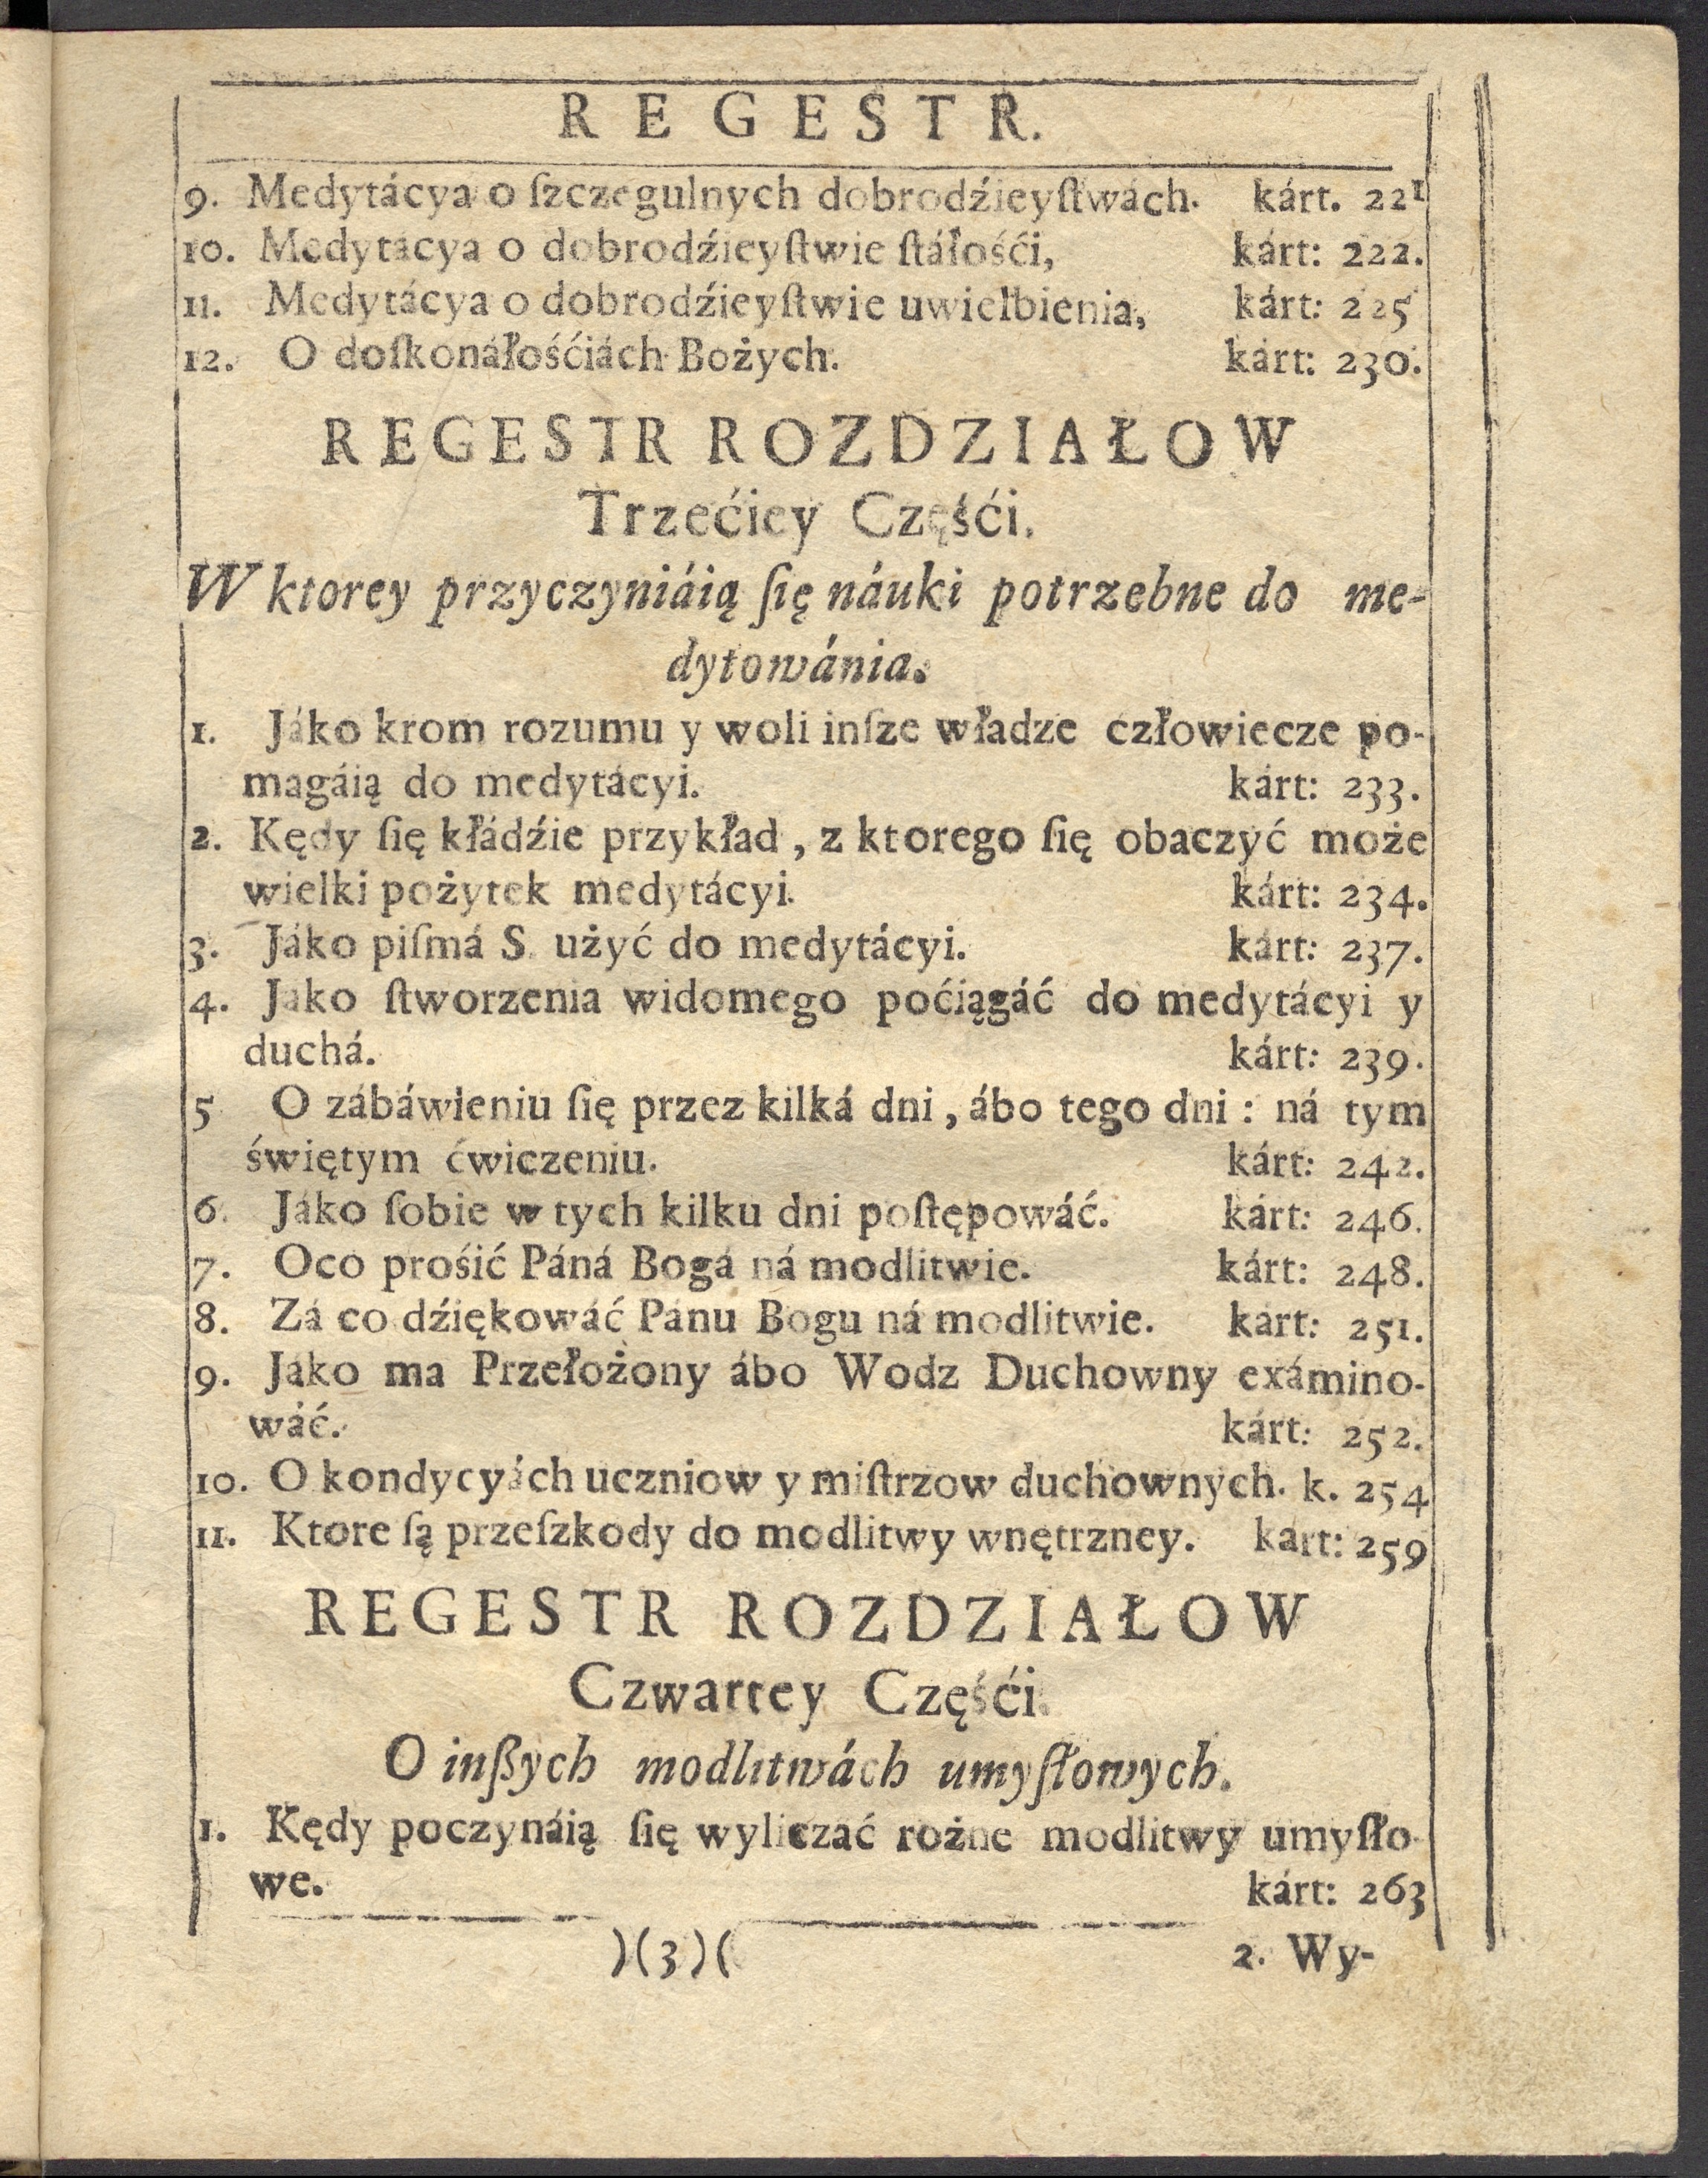 REGESTR.
9. Medytácya o ſzczegulnych dobrodźieyſtwách. kárt. 221
10. Medytácya o dobrodźieyſtwie ſtáłośći, kárt: 222.
11. Medytácya o dobrodźieyſtwie uwielbienia, kárt: 225
12. O doſkonáłośćiách Bożych. kárt: 230.
REGESTR ROZDZIAŁOW
Trzećiey Częśći.
W ktorey przyczyniáią ſię náuki potrzebne do me-
dytowánia.
1. Jáko krom rozumu y woli inſze władze człowiecze po-
magáią do medytácyi. kárt: 233.
2. Kędy ſię kłádźie przykład, z ktorego ſię obaczyć może
wielki pożytek medytácyi. kárt: 234.
3. Jáko piſmá S. użyć do medytácyi. kárt: 237.
4. Jako ſtworzenia widomego poćiągáć do medytácyi y
duchá. kárt: 239.
5 O zábáwieniu ſię przez kilká dni, ábo tego dni: ná tym
świętym ćwiczeniu. kárt: 242.
6. Jáko ſobie w tych kilku dni poſtępowáć. kárt: 246.
7. Oco prośić Páná Bogá ná modlitwie. kárt: 248.
8. Zá co dźiękowáć Pánu Bogu ná modlitwie. kárt: 251.
9. Jáko ma Przełożony ábo Wodz Duchowny exámino-
wáć. kárt: 252.
10. O kondycyách uczniow y miſtrzow duchownych. k. 254
11. Ktore ſą przeſzkody do modlitwy wnętrzney. kárt: 259
REGESTR ROZDZIAŁOW
Czwartey Częśći.
O inßych modlitwách umyſłowych.
1. Kędy poczynáią ſię wyliczać rożne modlitwy umyſło-
we. kárt: 263
)(3)( 2. Wy-